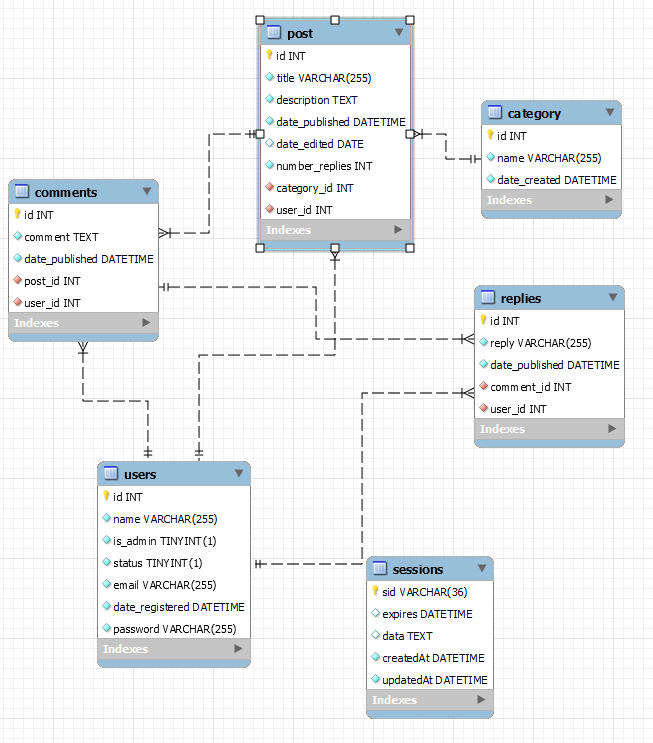 post
id INT
title VARCHAR(255)
description TEXT
date_published DATETIME
date_edited DATE
number_replies INT
category_id INT
user_id INT
Indexes
category
id INT
name VARCHAR(255)
date_created DATETIME
Indexes
comments
id INT
comment TEXT
date_published DATETIME
post_id INT
user_id INT
Indexes
replies
id INT
reply VARCHAR(255)
date_published DATETIME
comment_id INT
user_id INT
Indexes
users
id INT
name VARCHAR(255)
is_admin TINYINT(1)
status TINYINT(1)
email VARCHAR(255)
date_registered DATETIME
password VARCHAR(255)
Indexes
sessions
sid VARCHAR(36)
expires DATETIME
data TEXT
createdAt DATETIME
updatedAt DATETIME
Indexes